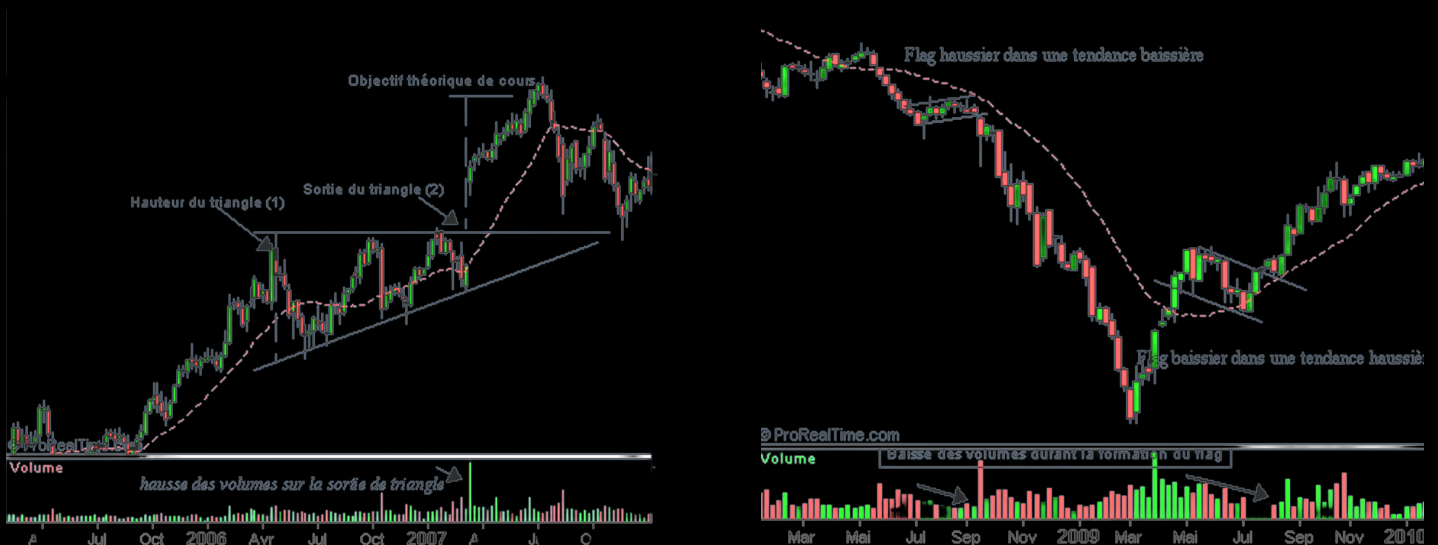 Objectif théorique de cours
Sortie du triangle (2)
Hauteur du triangle (1)
Volume
hausse des volumes sur la sortie de triangle
Jul Oct 2006 Avr Jul Oct 2007
Flag haussier dans une tendance baissière
Flag baissier dans une tendance haussiè
© ProRealTime.com
Volume
Baisse des volumes durant la formation du flag
Mar Mai Jul Sep Nov 2009 Mar Mai Jul Sep Nov 2010